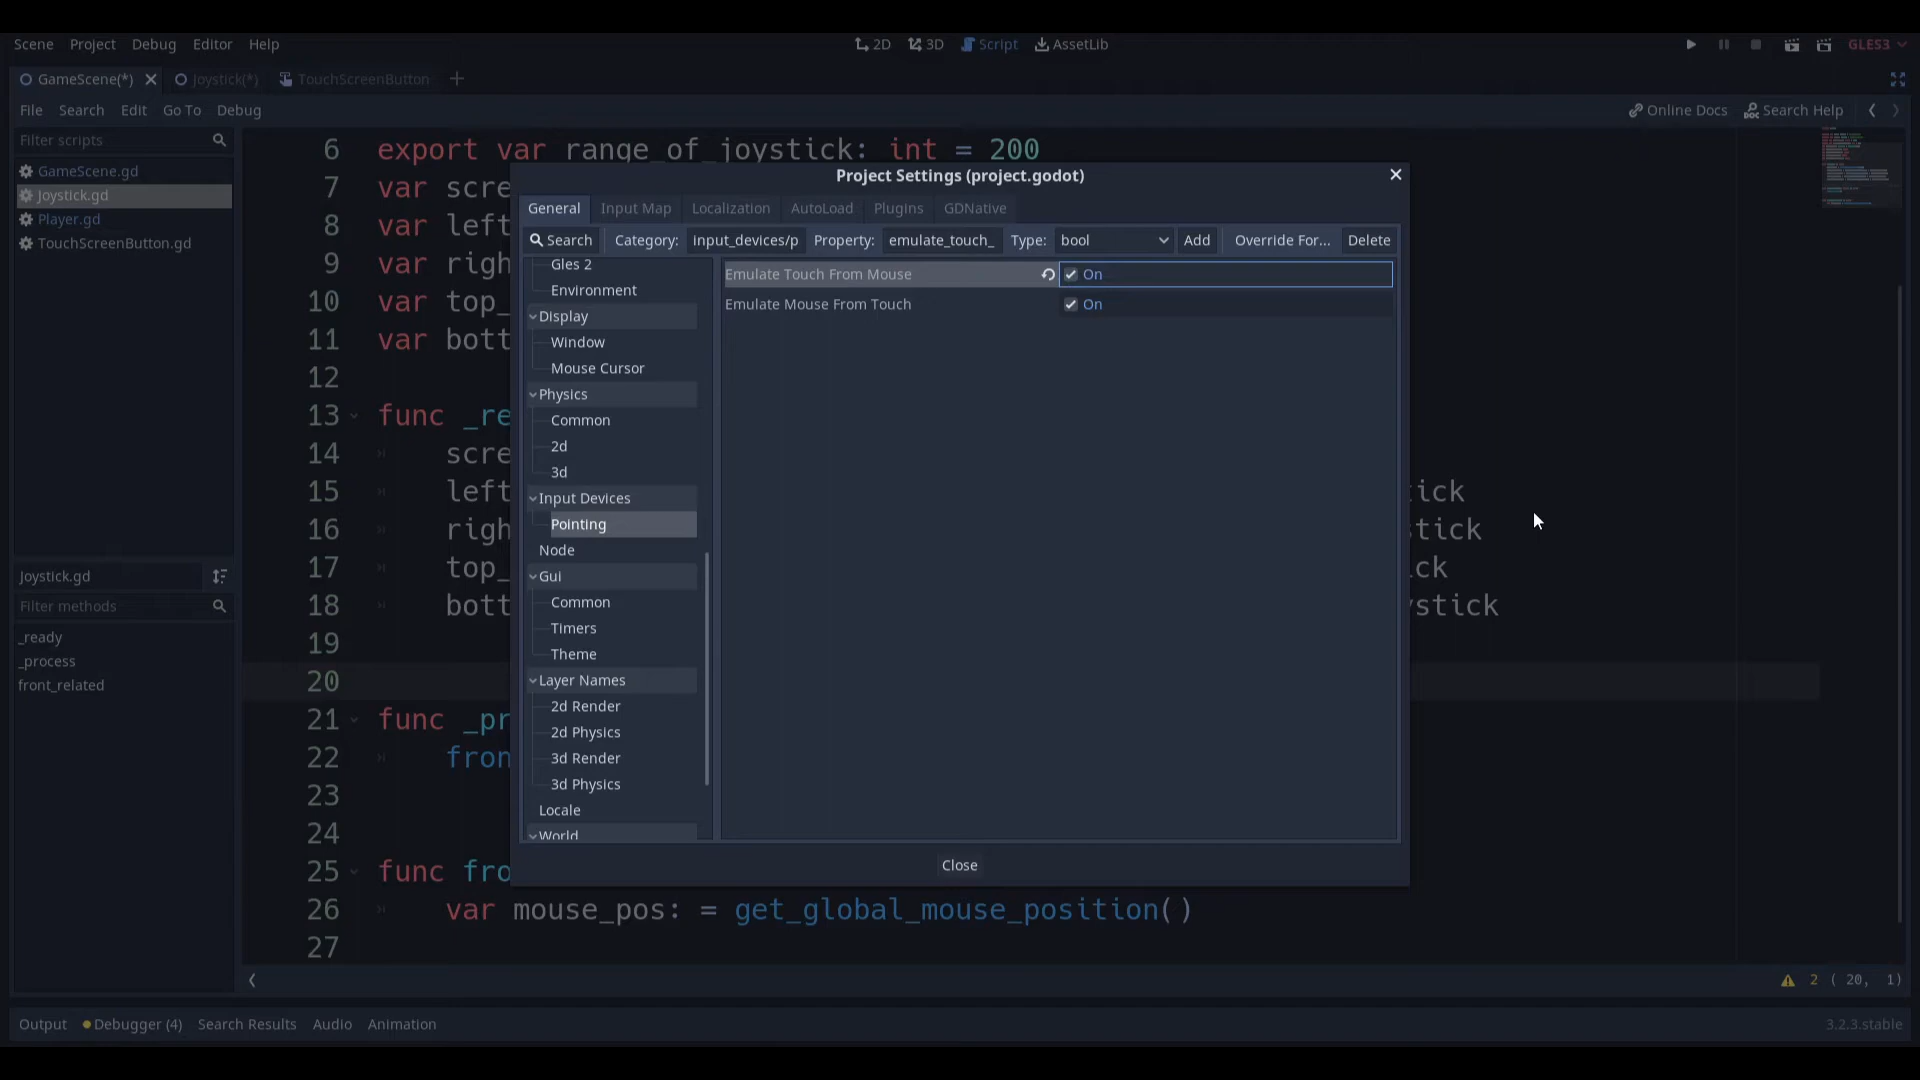 Scene Project Debug Editor Help 2D 3D Script AssetLib GLES3
GameScene(*) Joystick(*) TouchScreenButton
File Search Edit Go To Debug Online Docs Search Help
Filter scripts
GameScene.gd
Joystick.gd
Player.gd
TouchScreenButton.gd
Joystick.gd
Filter methods
_ready
_process
front_related
6 export var range_of_joystick: int = 200
7 var scre
8 var left
9 var righ
10 var top_
11 var bott
12
13 func _re
14 scre
15 left tick
16 righ stick
17 top_ ick
18 bott ystick
19
20
21 func _pr
22 fron
23
24
25 func fro
26 var mouse_pos: = get_global_mouse_position()
27
Project Settings (project.godot)
General Input Map Localization AutoLoad Plugins GDNative
Search Category: input_devices/p Property: emulate_touch_ Type: bool Add Override For... Delete
Gles 2
Environment
Display
Window
Mouse Cursor
Physics
Common
2d
3d
Input Devices
Pointing
Node
Gui
Common
Timers
Theme
Layer Names
2d Render
2d Physics
3d Render
3d Physics
Locale
World
Emulate Touch From Mouse On
Emulate Mouse From Touch On
Close
2 ( 20, 1)
Output Debugger (4) Search Results Audio Animation 3.2.3.stable